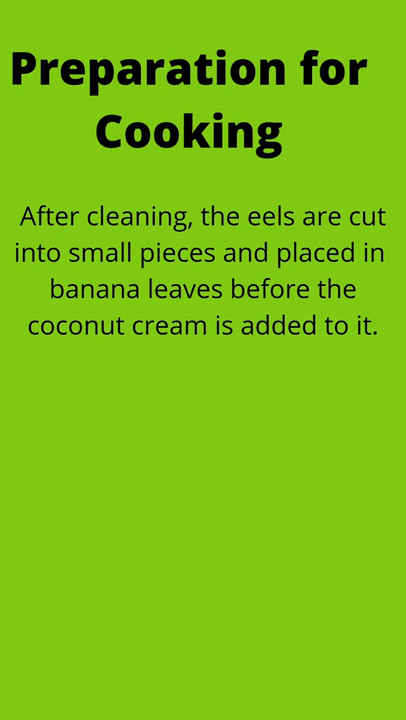 Preparation for
Cooking
After cleaning, the eels are cut
into small pieces and placed in
banana leaves before the
coconut cream is added to it.